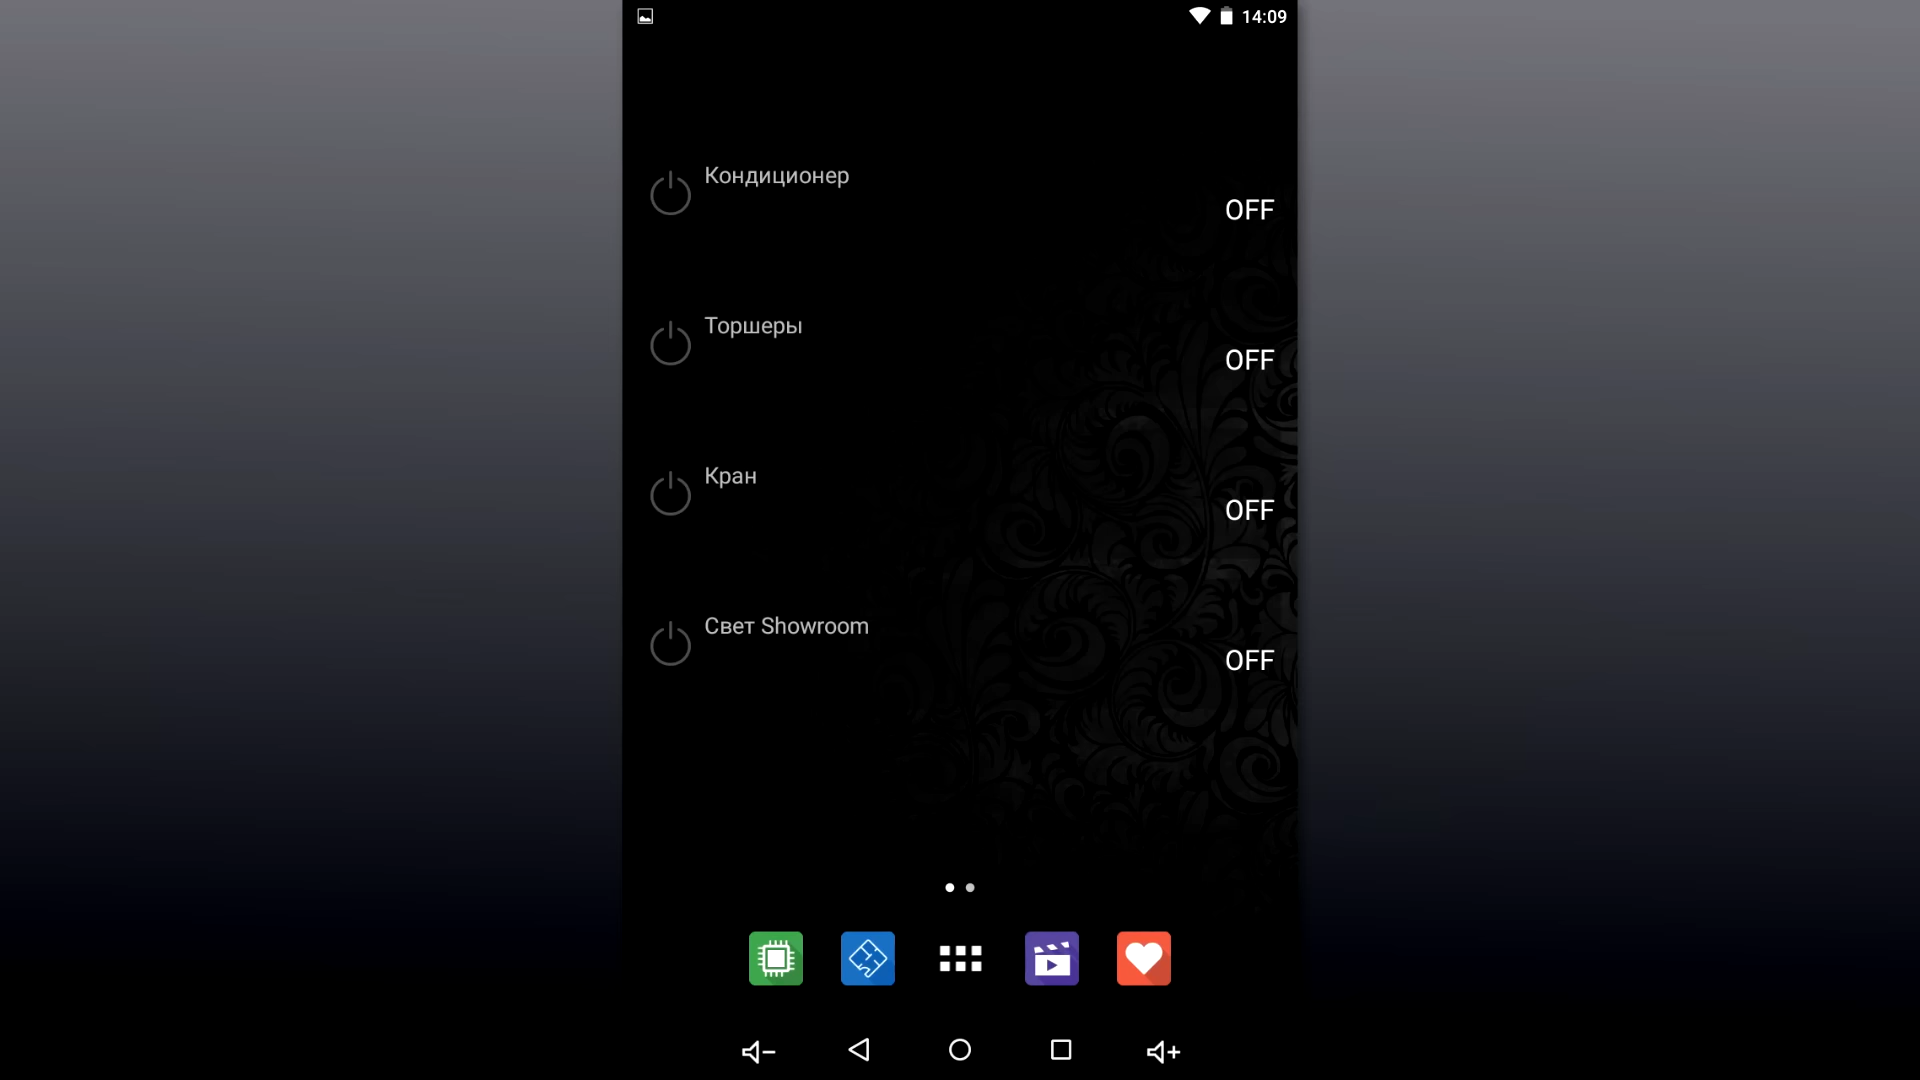 14:09
Кондиционер
OFF
Торшеры
OFF
Кран
OFF
Свет Showroom
OFF